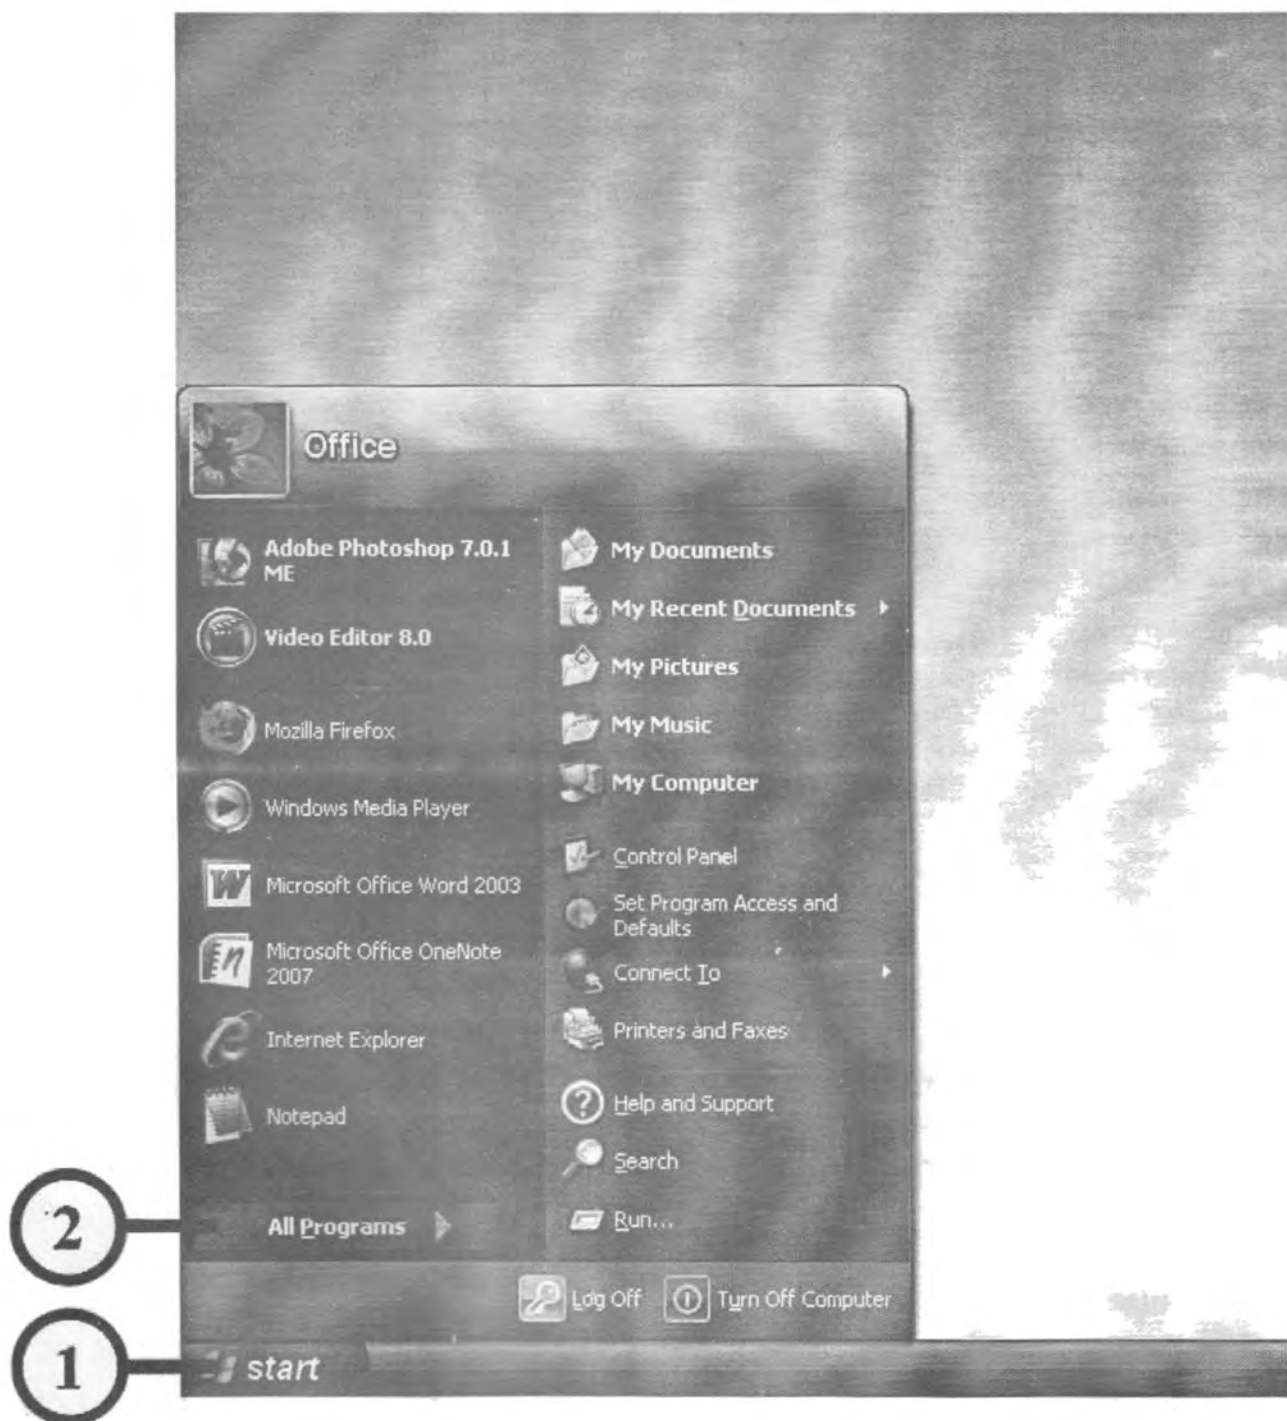 Office
Adobe Photoshop 7.0.1
ME
Video Editor 8.0
Mozilla Firefox
Windows Media Player
Microsoft Office Word 2003
Microsoft Office OneNote
2007
Internet Explorer
Notepad
All Programs
My Documents
My Recent Documents
My Pictures
My Music
My Computer
Control Panel
Set Program Access and
Defaults
Connect To
Printers and Faxes
Help and Support
Search
Run...
Log Off
Turn Off Computer
2
1
start